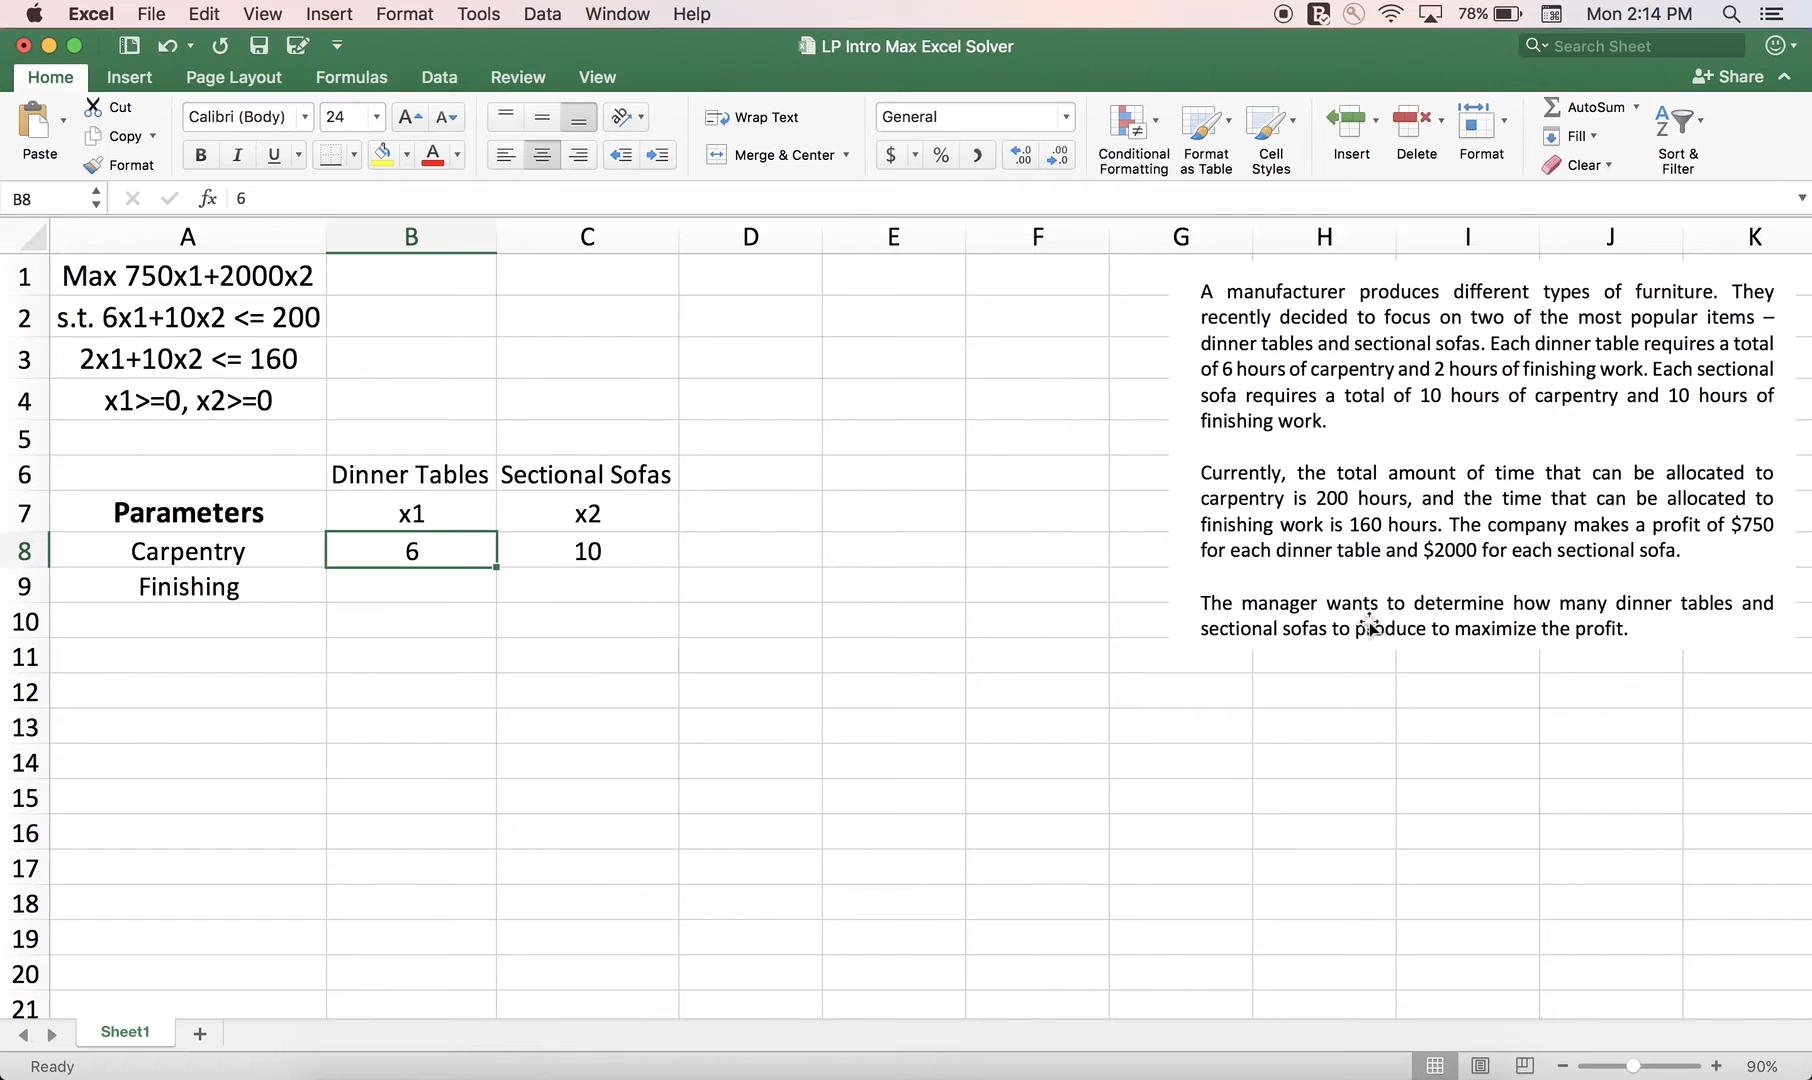 Excel File Edit View Insert Format Tools Data Window Help 78% Mon 2:14 PM
LP Intro Max Excel Solver Search Sheet
Home Insert Page Layout Formulas Data Review View Share
Paste Cut Calibri (Body) 24 Wrap Text General Conditional Formatting Format as Table Cell Styles Insert Delete Format AutoSum Sort & Filter
Copy Fill
Format B I U Merge & Center $ % Clear
B8 fx 6
A B C D E F G H I J K
1 Max 750x1+2000x2
2 s.t. 6x1+10x2 <= 200
3 2x1+10x2 <= 160
4 x1>=0, x2>=0
5
6 Dinner Tables Sectional Sofas
7 Parameters x1 x2
8 Carpentry 6 10
9 Finishing
10
11
12
13
14
15
16
17
18
19
20
21
A manufacturer produces different types of furniture. They
recently decided to focus on two of the most popular items –
dinner tables and sectional sofas. Each dinner table requires a total
of 6 hours of carpentry and 2 hours of finishing work. Each sectional
sofa requires a total of 10 hours of carpentry and 10 hours of
finishing work.
Currently, the total amount of time that can be allocated to
carpentry is 200 hours, and the time that can be allocated to
finishing work is 160 hours. The company makes a profit of $750
for each dinner table and $2000 for each sectional sofa.
The manager wants to determine how many dinner tables and
sectional sofas to produce to maximize the profit.
Sheet1
Ready 90%